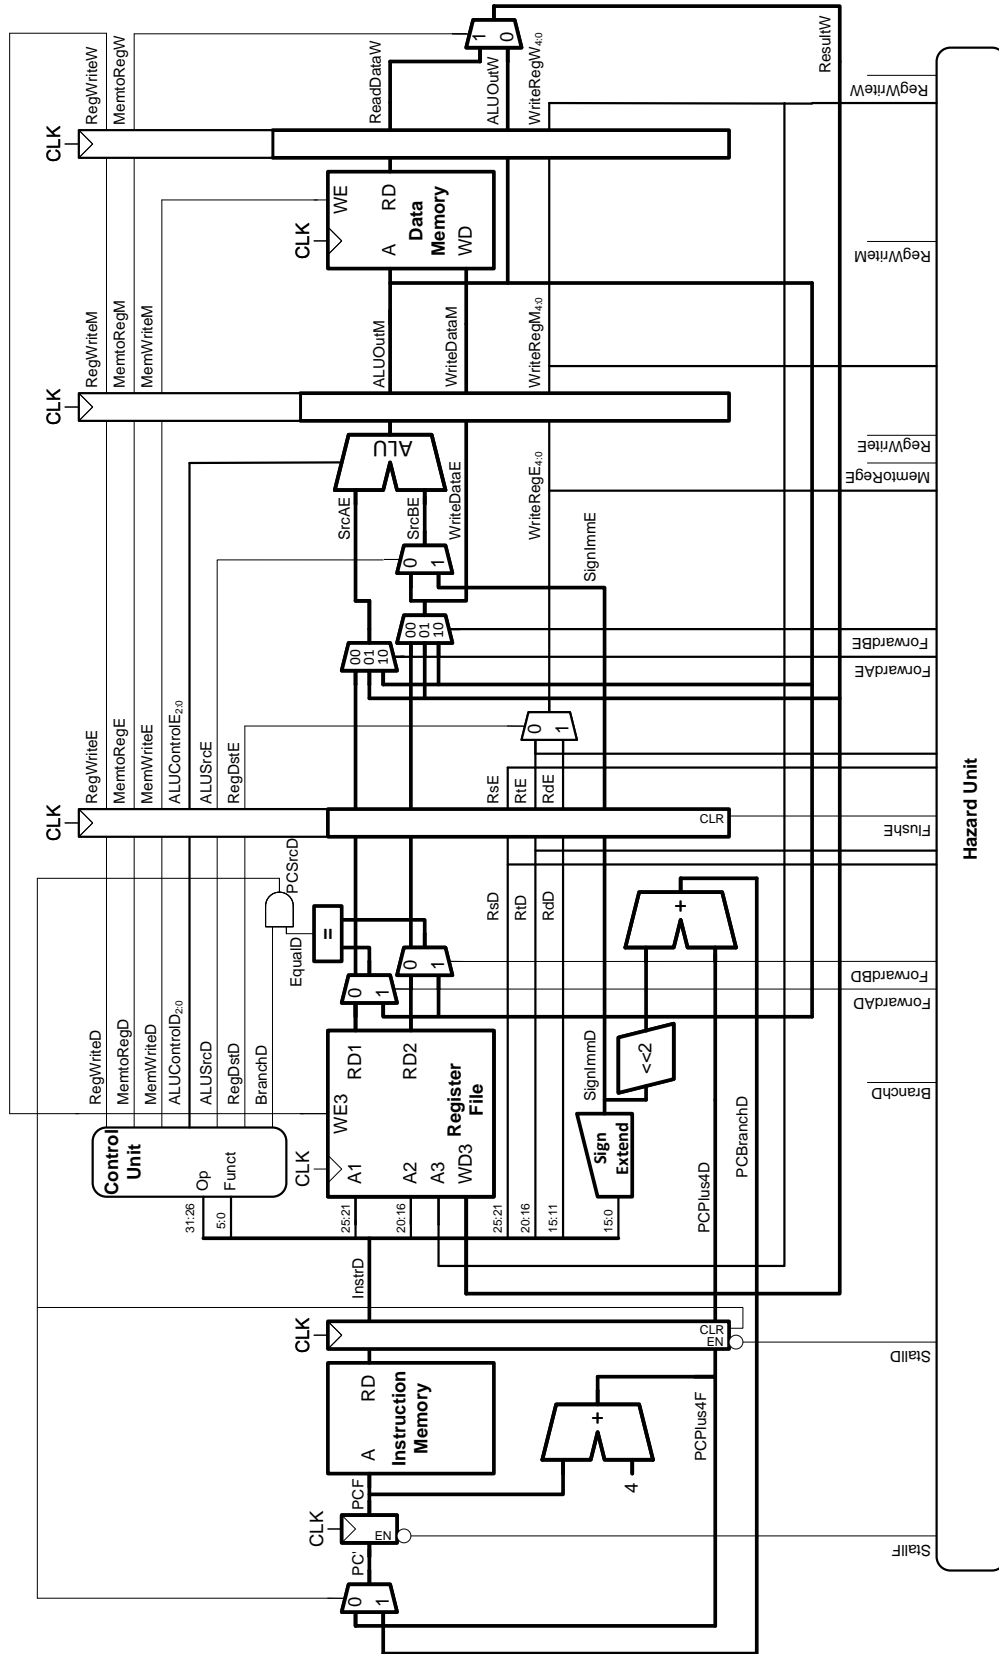 CLK
CLK
CLK
CLK
CLK
CLK
CLK
PC'
0
1
EN
PCF
A
RD
Instruction
Memory
4
+
PCPlus4F
EN
CLR
InstrD
31:26
5:0
Op
Funct
Control
Unit
RegWriteD
MemtoRegD
MemWriteD
ALUControlD2:0
ALUSrcD
RegDstD
BranchD
25:21
20:16
A1
A2
A3
WD3
WE3
RD1
RD2
Register
File
25:21
20:16
15:11
15:0
Sign
Extend
SignImmD
<<2
+
PCPlus4D
PCBranchD
0
1
0
1
=
EqualD
PCSrcD
RsD
RtD
RdD
CLR
RegWriteE
MemtoRegE
MemWriteE
ALUControlE2:0
ALUSrcE
RegDstE
RsE
RtE
RdE
0
1
00
01
10
00
01
10
0
1
SrcAE
SrcBE
ALU
WriteDataE
WriteRegE4:0
SignImmE
RegWriteM
MemtoRegM
MemWriteM
ALUOutM
WriteDataM
WriteRegM4:0
WE
A
RD
Data
Memory
WD
RegWriteW
MemtoRegW
ReadDataW
ALUOutW
WriteRegW4:0
1
0
ResultW
StallF
StallD
BranchD
ForwardAD
ForwardBD
FlushE
ForwardAE
ForwardBE
MemtoRegE
RegWriteE
RegWriteM
RegWriteW
Hazard Unit